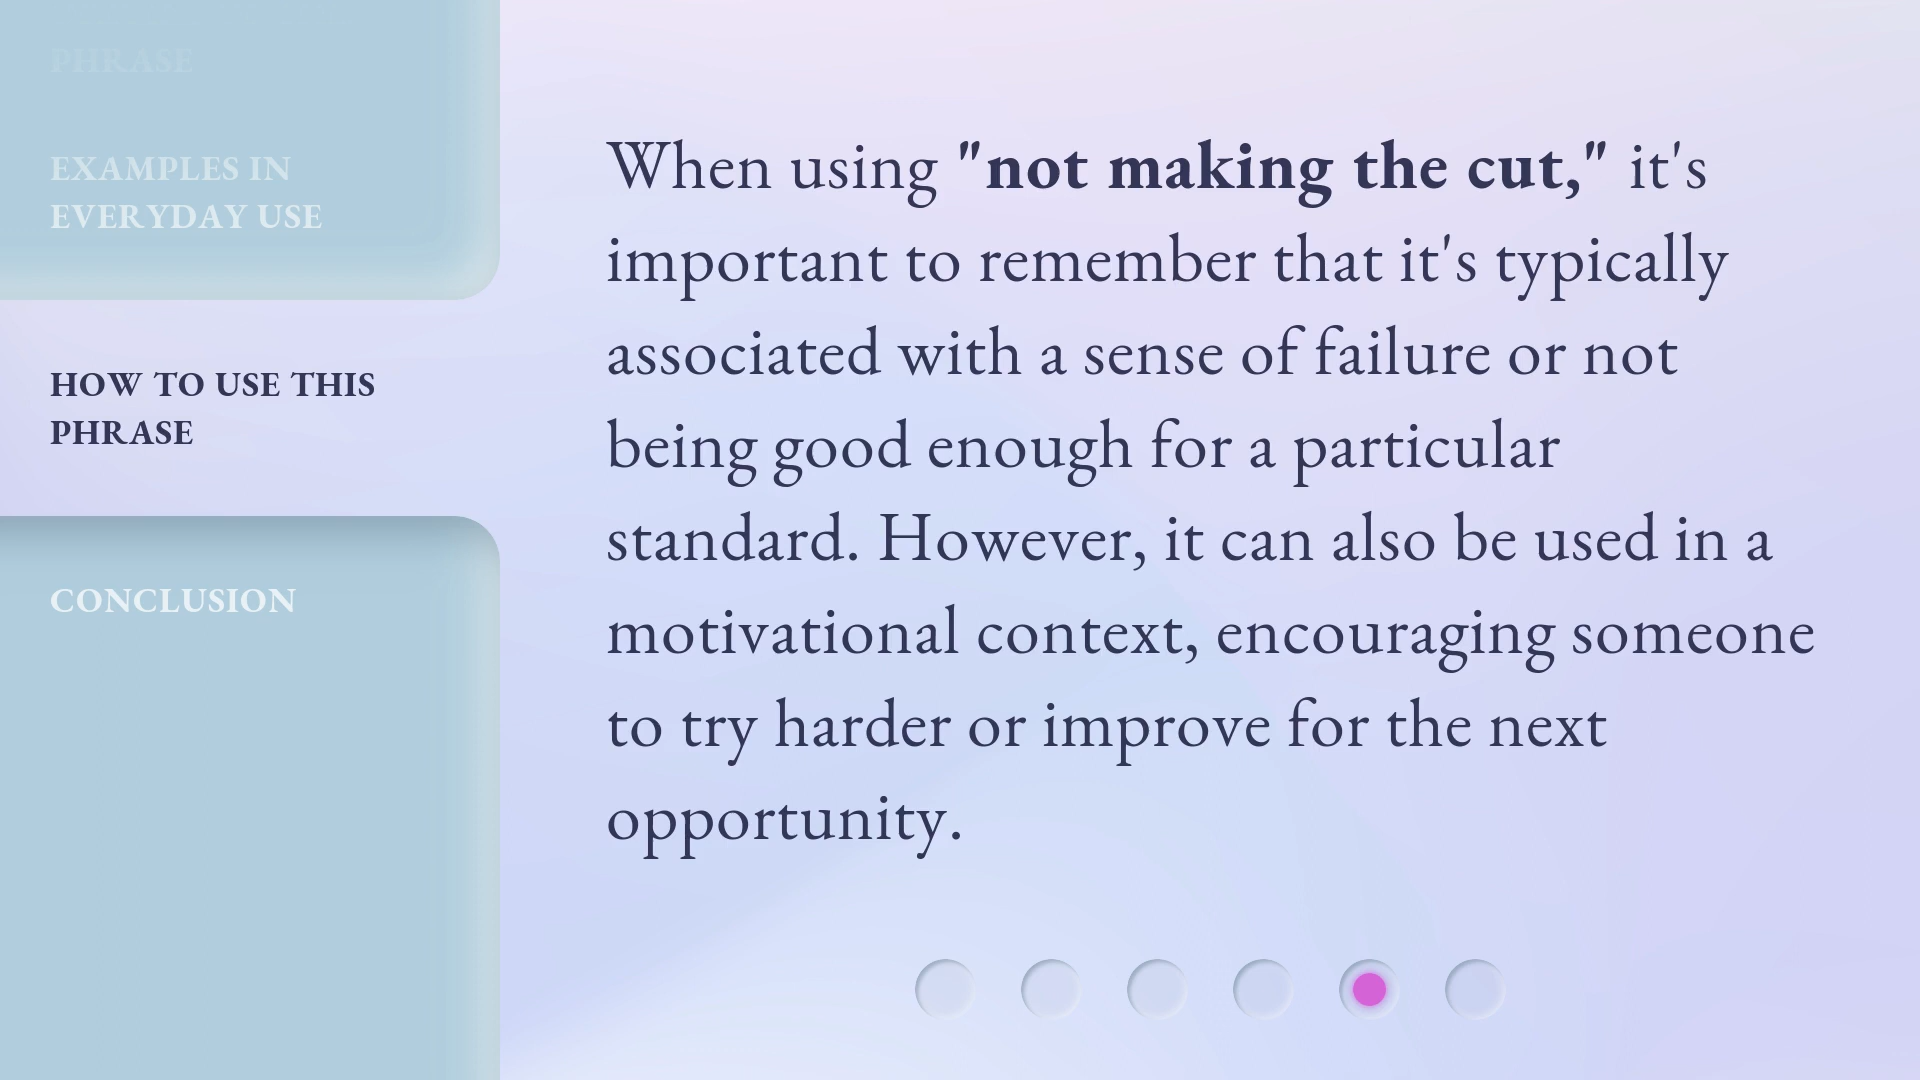 PHRASE
EXAMPLES IN
EVERYDAY USE
HOW TO USE THIS
PHRASE
CONCLUSION
When using "not making the cut," it's
important to remember that it's typically
associated with a sense of failure or not
being good enough for a particular
standard. However, it can also be used in a
motivational context, encouraging someone
to try harder or improve for the next
opportunity.